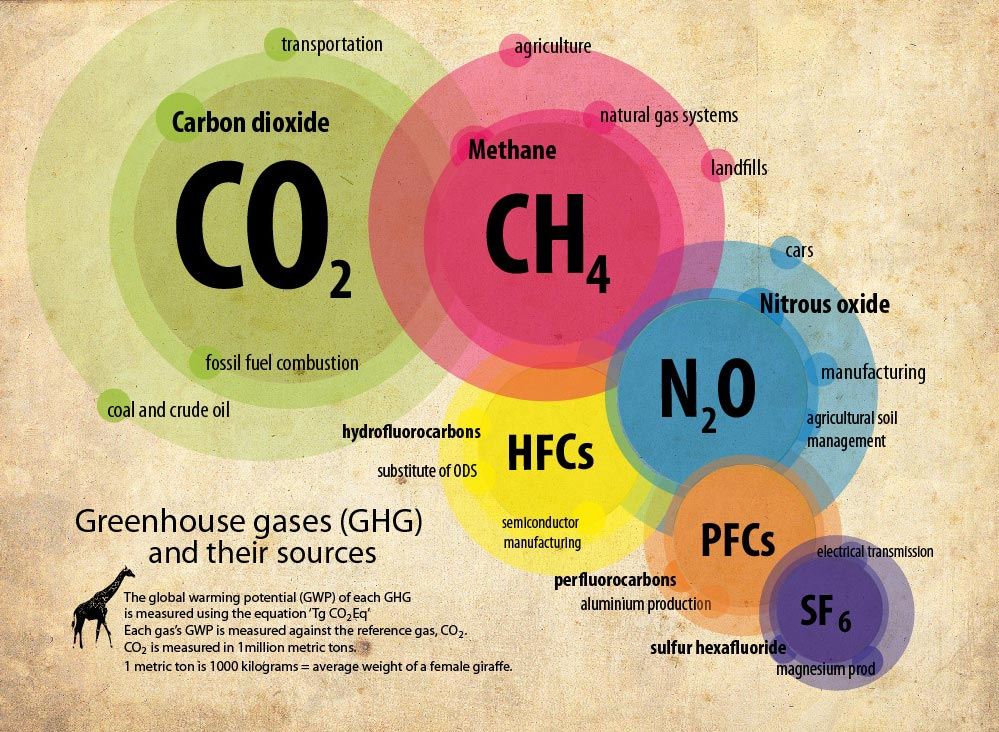 transportation
Carbon dioxide
CO2
fossil fuel combustion
coal and crude oil
agriculture
natural gas systems
Methane
landfills
CH4
cars
Nitrous oxide
N2O
manufacturing
agricultural soil
management
hydrofluorocarbons
HFCs
substitute of ODS
semiconductor
manufacturing
PFCs
perfluorocarbons
aluminium production
electrical transmission
SF6
sulfur hexafluoride
magnesium prod
Greenhouse gases (GHG)
and their sources
The global warming potential (GWP) of each GHG
is measured using the equation 'Tg CO2Eq'
Each gas's GWP is measured against the reference gas, CO2.
CO2 is measured in 1million metric tons.
1 metric ton is 1000 kilograms = average weight of a female giraffe.